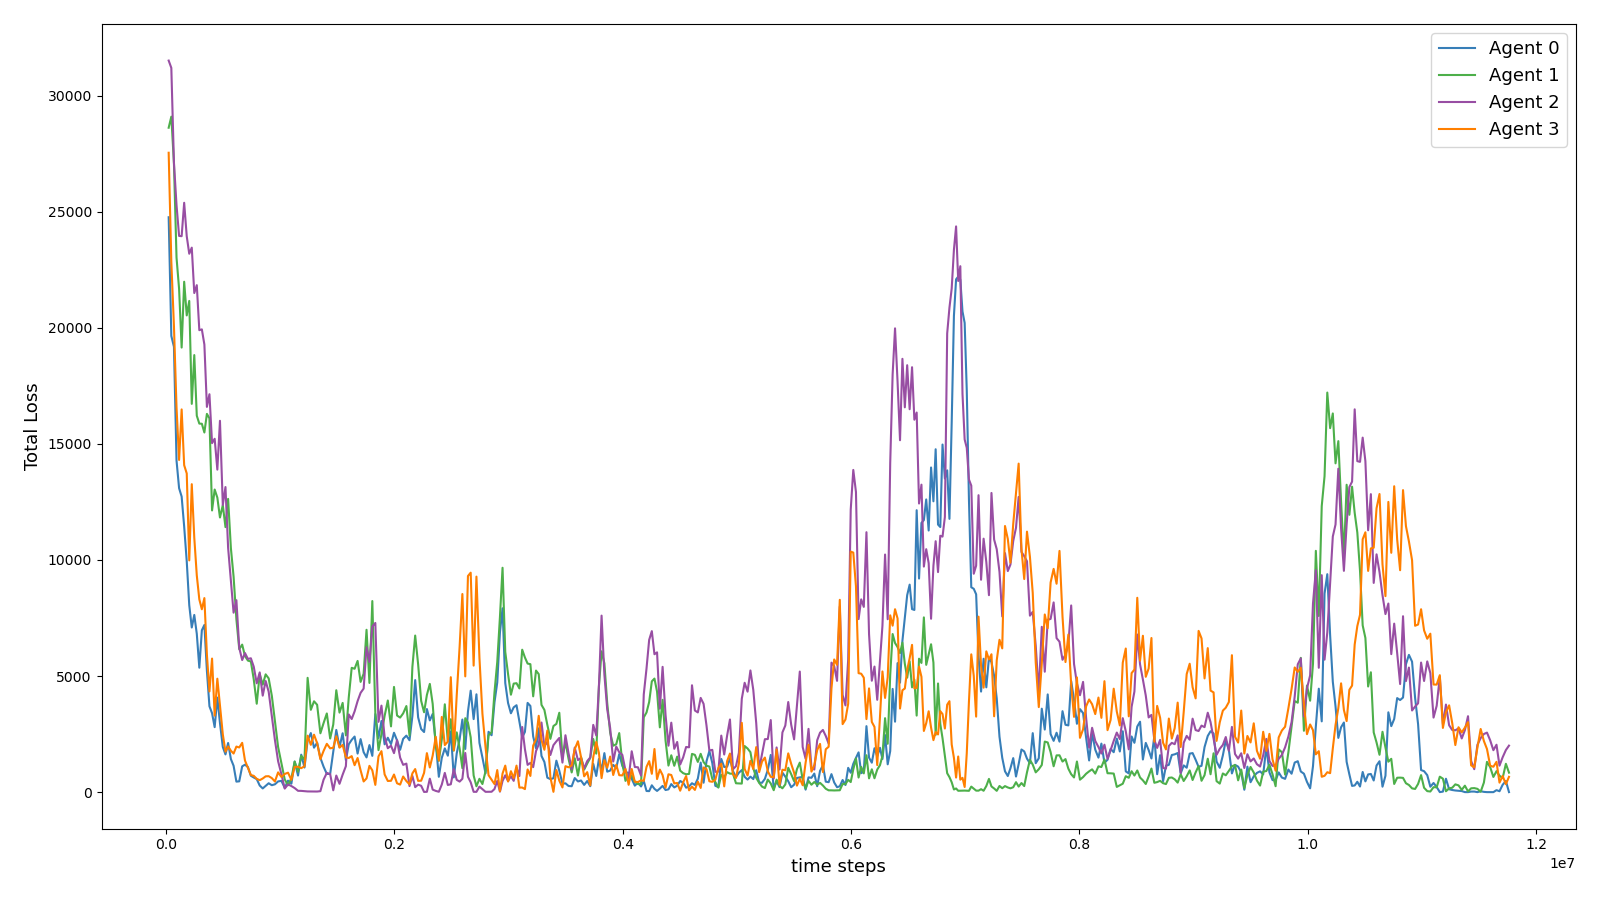 Agent 0
Agent 1
Agent 2
Agent 3
Total Loss
30000
25000
20000
15000
10000
5000
0
0.0 0.2 0.4 0.6 0.8 1.0 1.2
1e7
time steps